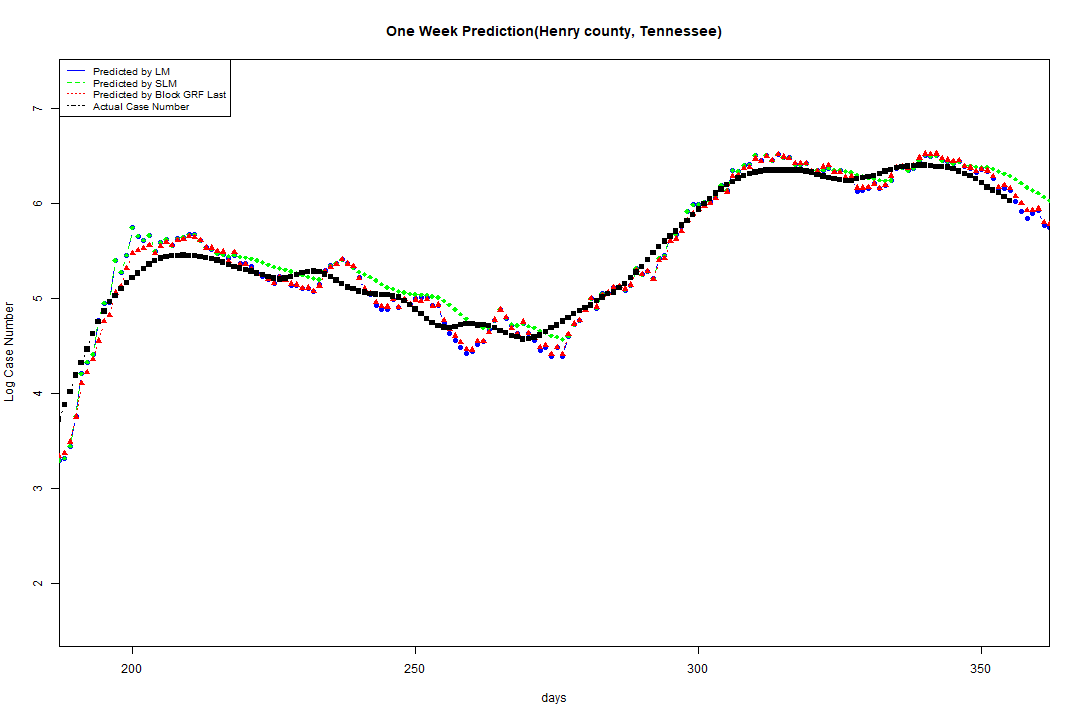 One Week Prediction(Henry county, Tennessee)
Predicted by LM
Predicted by SLM
Predicted by Block GRF Last
Actual Case Number
Log Case Number
7
6
5
4
3
2
200 250 300 350
days